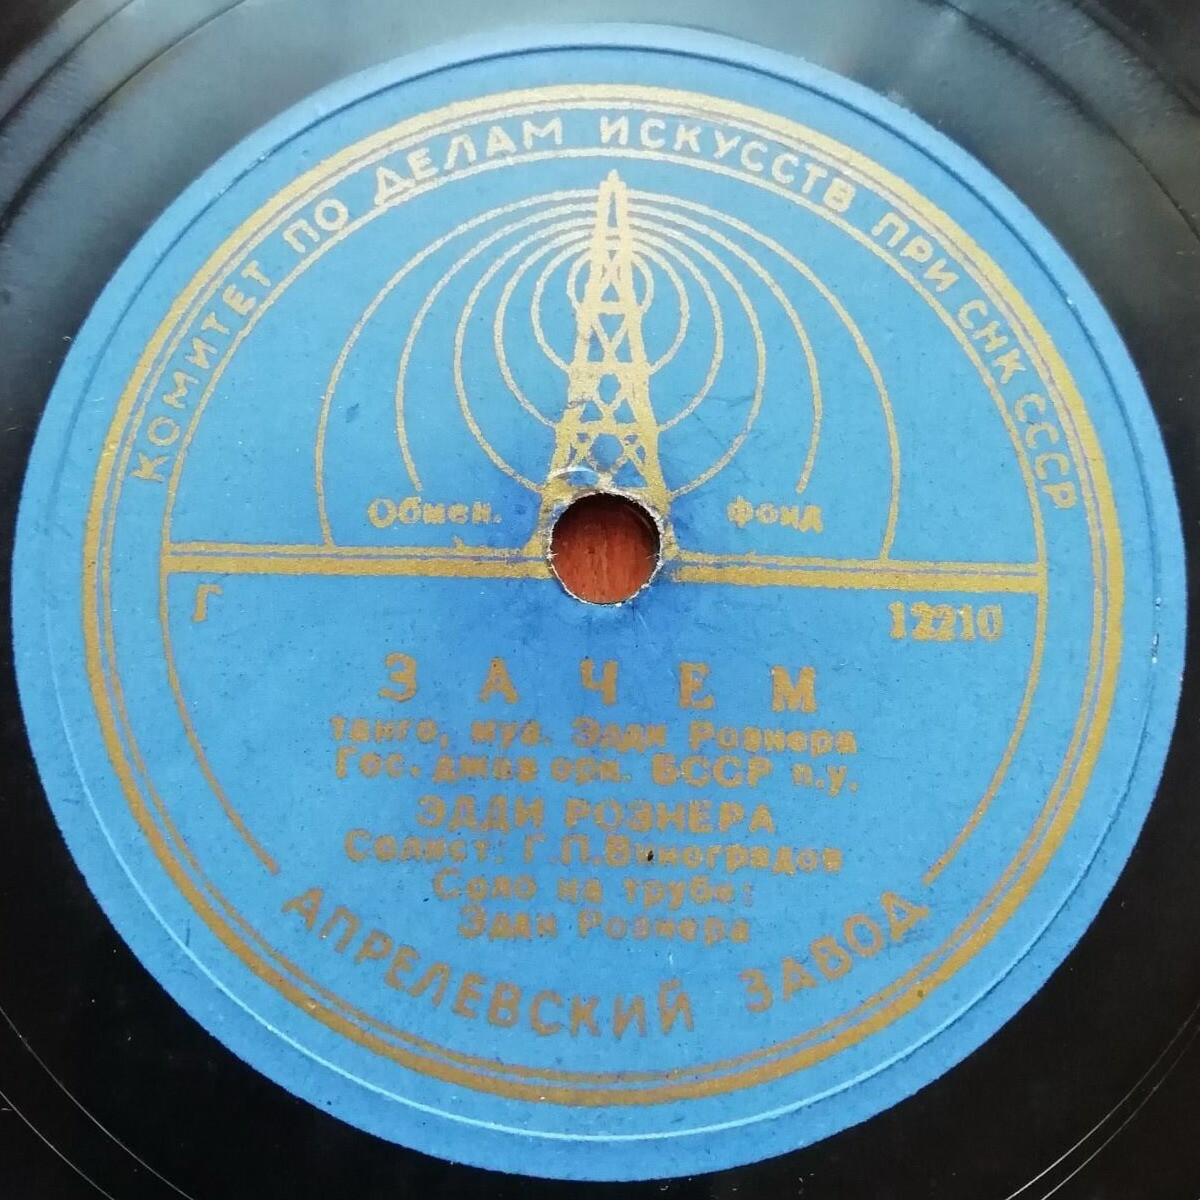 КОМИТЕТ ПО ДЕЛАМ ИСКУССТВ ПРИ СНК СССР
Обмен. фонд
Г 12210
ЗАЧЕМ
танго, муз. Эдди Рознера
Гос. джаз орк. БССР п.у.
ЭДДИ РОЗНЕРА
Солист: Г.П.Виноградов
Соло на трубе:
Эдди Рознера
АПРЕЛЕВСКИЙ ЗАВОД